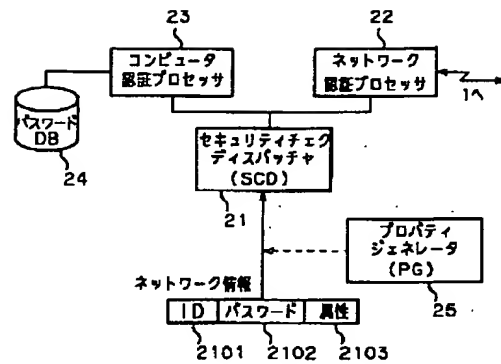 23
22
コンピュータ
認証プロセッサ
ネットワーク
認証プロセッサ
1へ
パスワード
DB
24
セキュリティチェク
ディスパッチャ
(SCD)
21
プロパティ
ジェネレータ
(PG)
25
ネットワーク情報
ID
パスワード
属性
2101
2102
2103